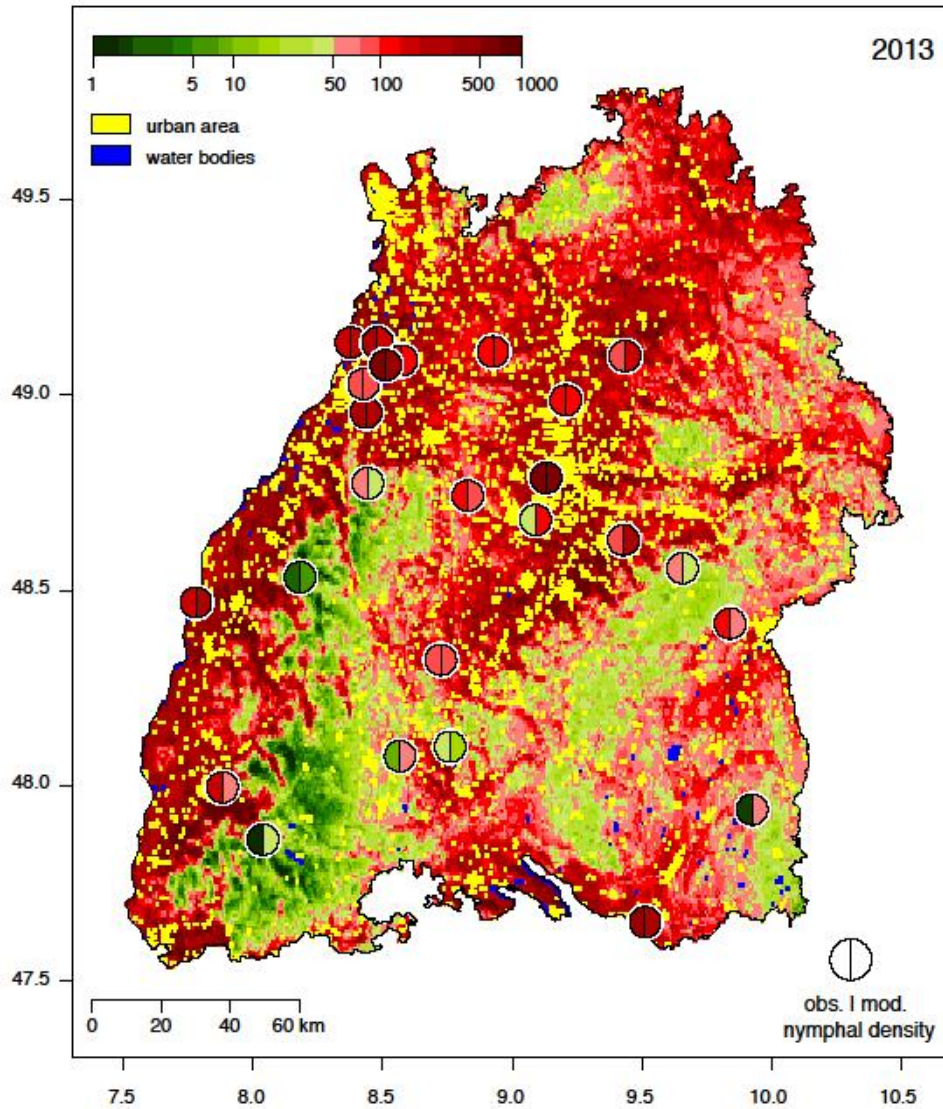 2013
1 5 10 50 100 500 1000
urban area
water bodies
49.5
49.0
48.5
48.0
47.5
0 20 40 60 km
obs. I mod.
nymphal density
7.5 8.0 8.5 9.0 9.5 10.0 10.5